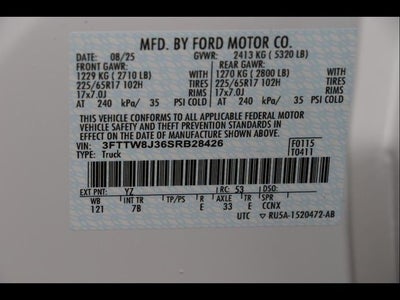 MFD. BY FORD MOTOR CO.
DATE: 08/25 GVWR: 2413 KG ( 5320 LB)
FRONT GAWR: REAR GAWR:
1229 KG ( 2710 LB) 1270 KG ( 2800 LB)
225/65R17 102H WITH 225/65R17 102H
17x7.0J TIRES 17x7.0J
AT 240 kPa/ 35 PSI COLD RIMS AT 240 kPa/ 35 PSI COLD
THIS VEHICLE CONFORMS TO ALL APPLICABLE FEDERAL MOTOR
VEHICLE SAFETY AND THEFT PREVENTION STANDARDS IN
EFFECT ON THE DATE OF MANUFACTURE SHOWN ABOVE.
VIN: 3FTTW8J36SRB28426 F0115
TYPE: Truck T0411
EXT PNT: YZ RC: 53 DSO:
WB INT TR TP/PS R AXLE TR SPR
121 7B E 33 E CCNX
UTC RU5A-1520472-AB